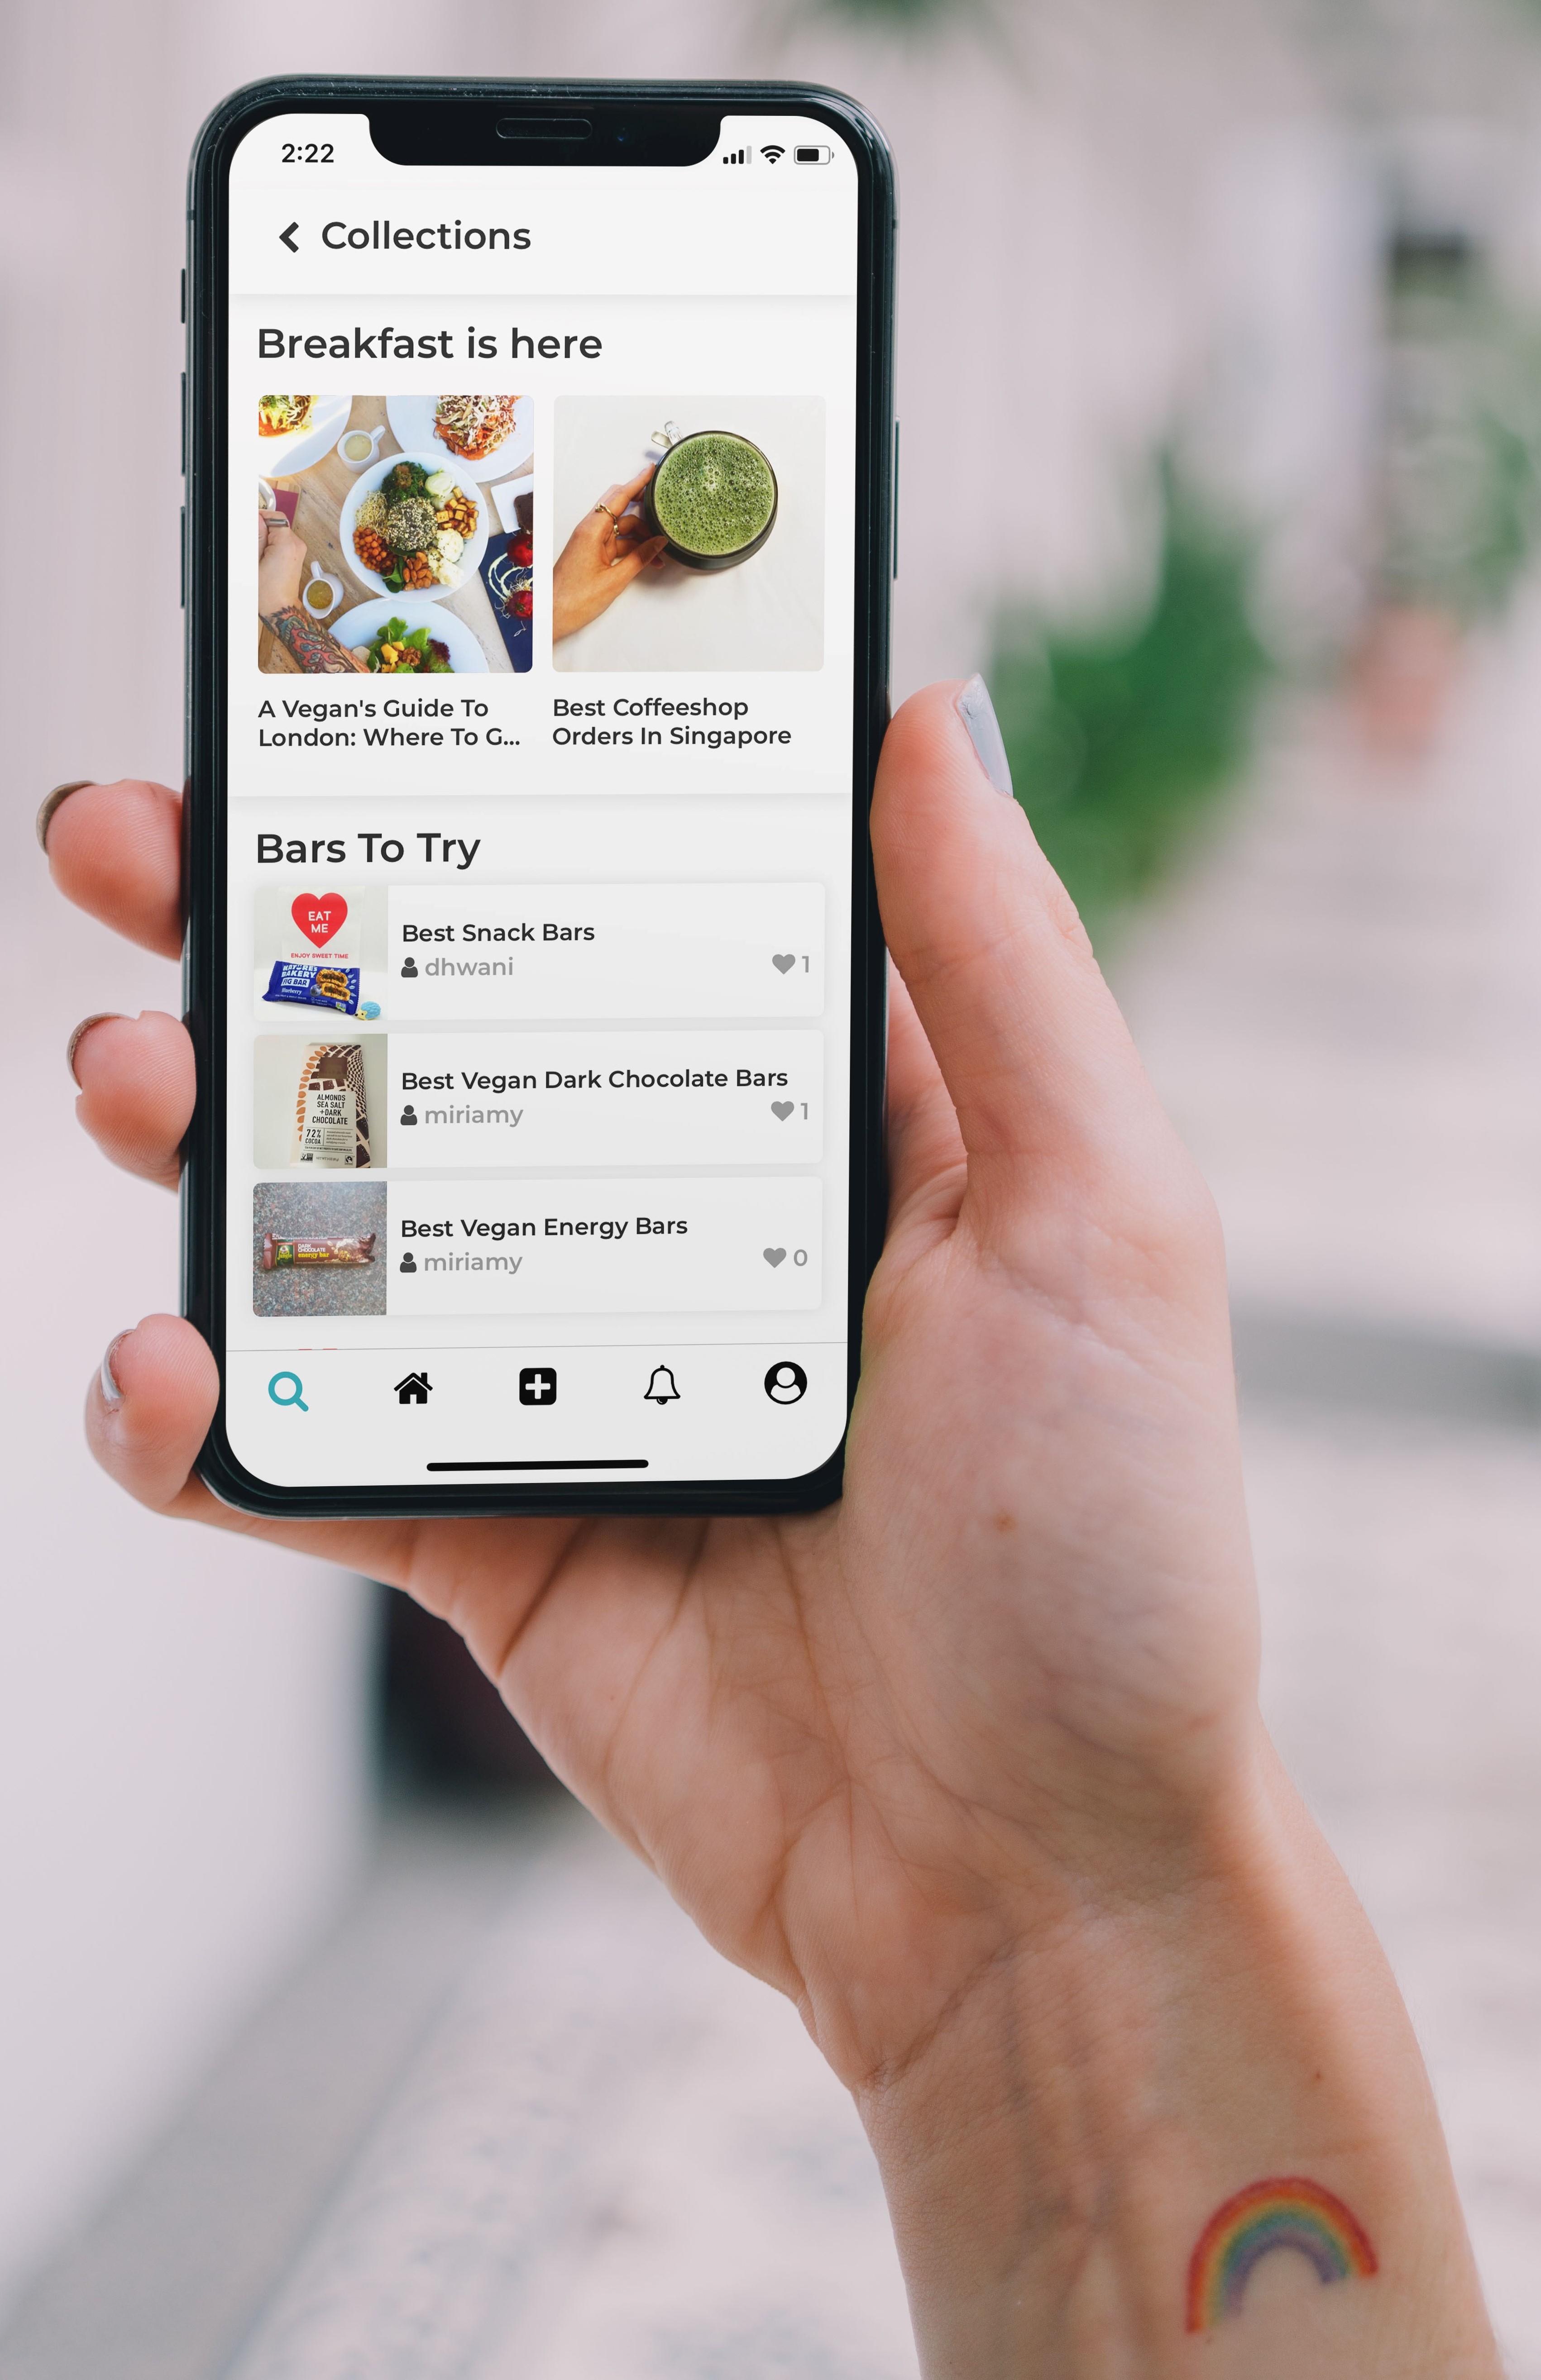 2:22
Collections
Breakfast is here
A Vegan's Guide To
London: Where To G...
Best Coffeeshop
Orders In Singapore
Bars To Try
EAT
ME
ENJOY SWEET TIME
NATURE'S
BAKERY
FIG BAR
Blueberry
Best Snack Bars
dhwani
1
ALMONDS
SEA SALT
+DARK
CHOCOLATE
72%
COCOA
Best Vegan Dark Chocolate Bars
miriamy
1
DARK
CHOCOLATE
energy bar
Best Vegan Energy Bars
miriamy
0